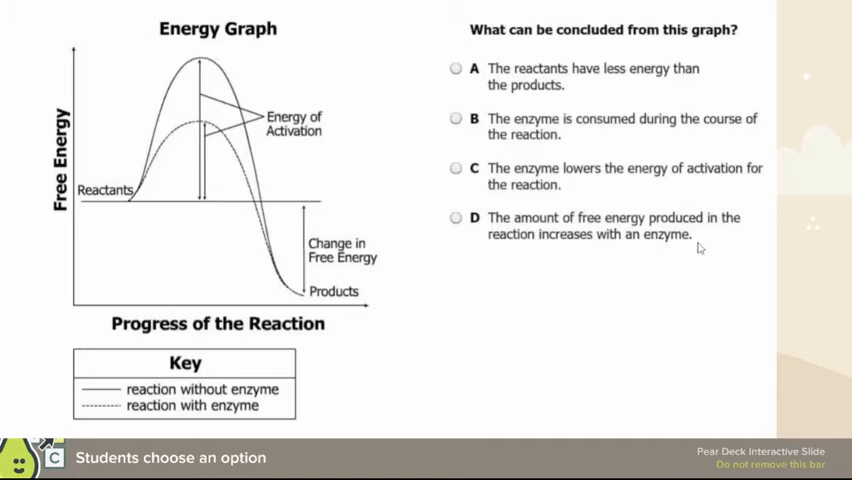 Energy Graph
Free Energy
Reactants
Energy of
Activation
Change in
Free Energy
Products
Progress of the Reaction
Key
reaction without enzyme
reaction with enzyme
What can be concluded from this graph?
A The reactants have less energy than
the products.
B The enzyme is consumed during the course of
the reaction.
C The enzyme lowers the energy of activation for
the reaction.
D The amount of free energy produced in the
reaction increases with an enzyme.
C Students choose an option
Pear Deck Interactive Slide
Do not remove this bar